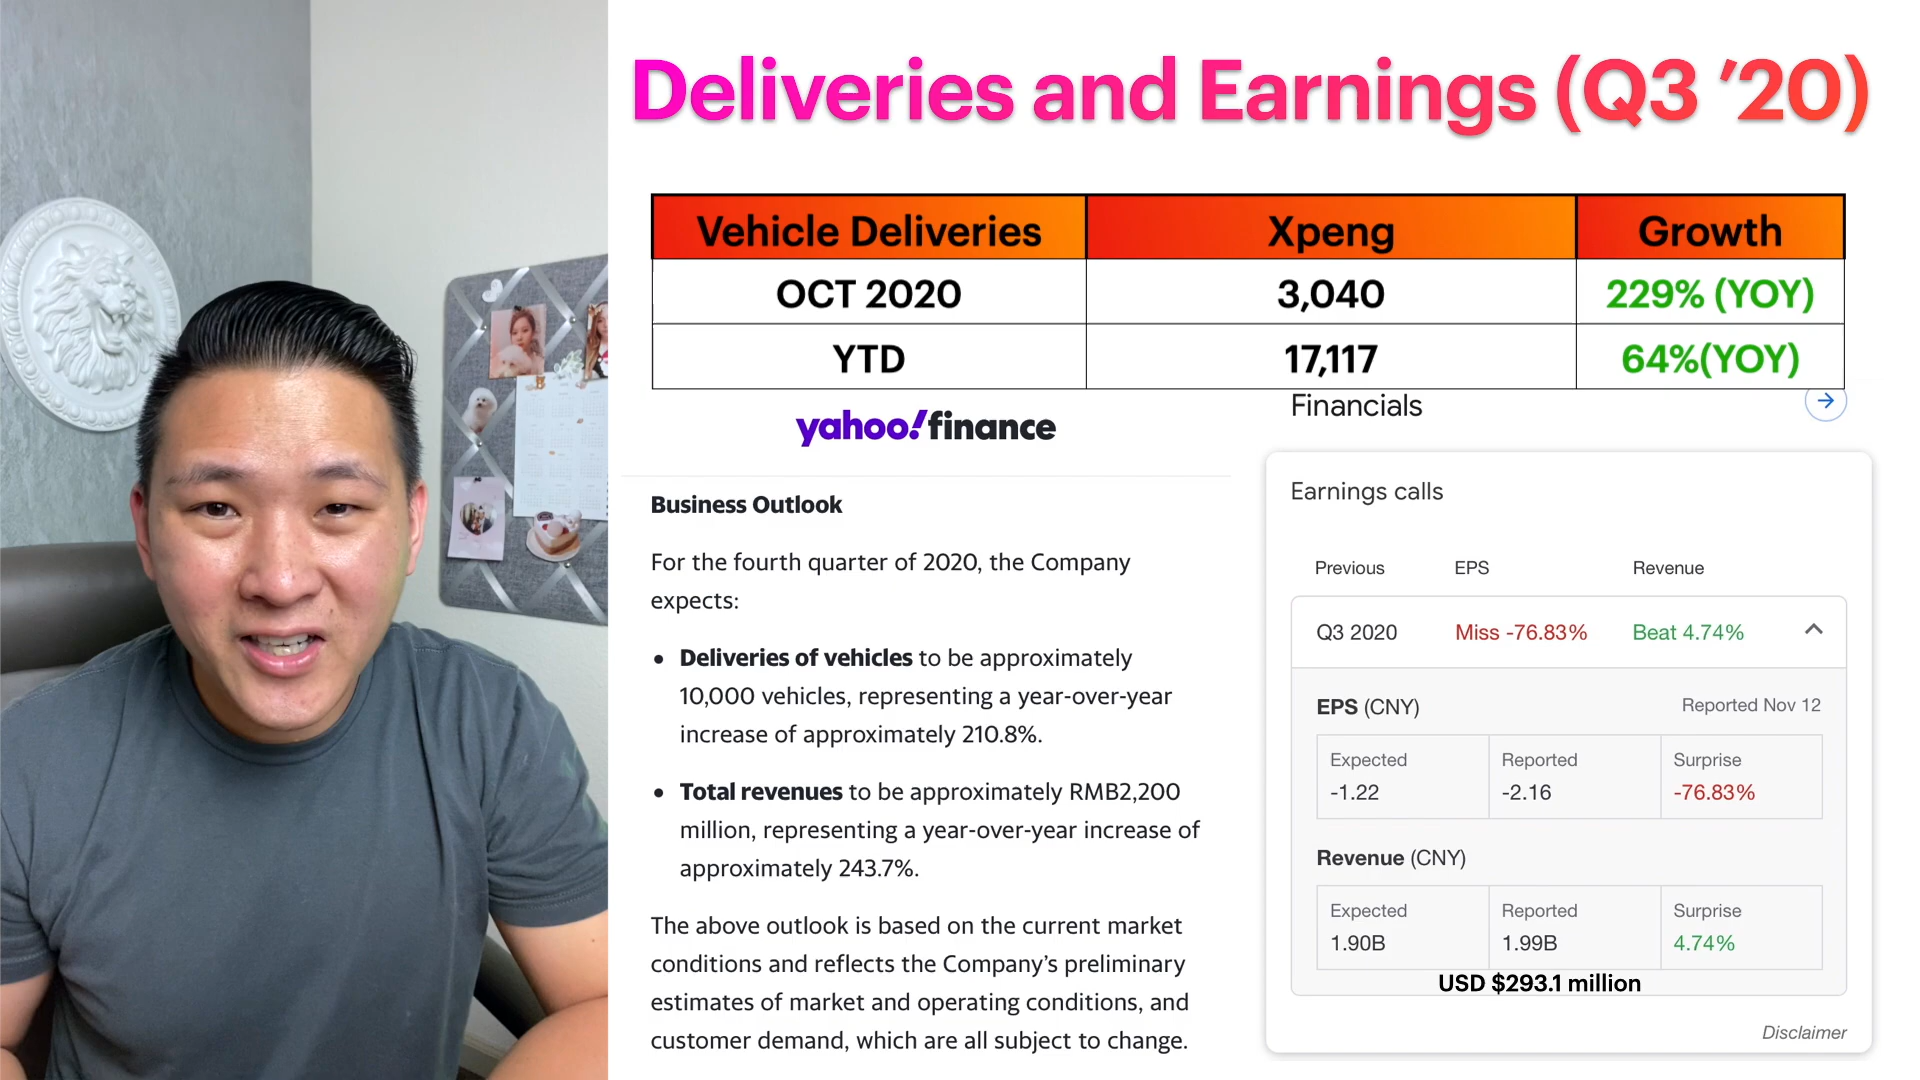 Deliveries and Earnings (Q3 ’20)
Vehicle Deliveries Xpeng Growth
OCT 2020 3,040 229% (YOY)
YTD 17,117 64%(YOY)
yahoo!finance
Business Outlook
For the fourth quarter of 2020, the Company
expects:
• Deliveries of vehicles to be approximately
10,000 vehicles, representing a year-over-year
increase of approximately 210.8%.
• Total revenues to be approximately RMB2,200
million, representing a year-over-year increase of
approximately 243.7%.
The above outlook is based on the current market
conditions and reflects the Company’s preliminary
estimates of market and operating conditions, and
customer demand, which are all subject to change.
Financials
Earnings calls
Previous EPS Revenue
Q3 2020 Miss -76.83% Beat 4.74%
EPS (CNY) Reported Nov 12
Expected Reported Surprise
-1.22 -2.16 -76.83%
Revenue (CNY)
Expected Reported Surprise
1.90B 1.99B 4.74%
USD $293.1 million
Disclaimer